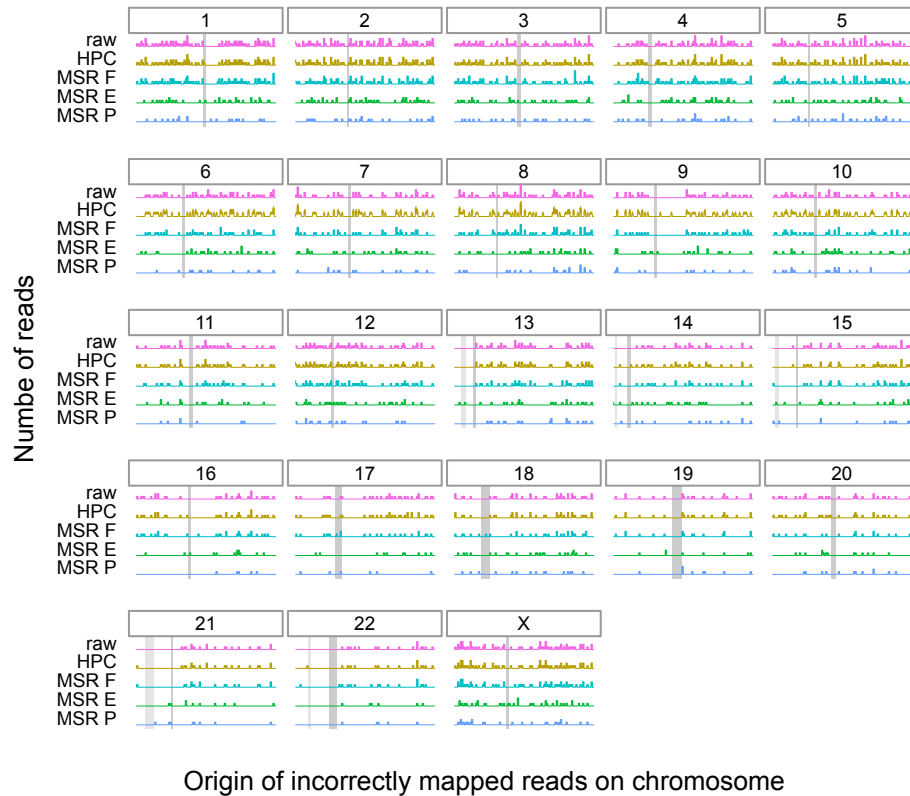 1 2 3 4 5
raw
HPC
MSR F
MSR E
MSR P
6 7 8 9 10
raw
HPC
MSR F
MSR E
MSR P
11 12 13 14 15
raw
HPC
MSR F
MSR E
MSR P
16 17 18 19 20
raw
HPC
MSR F
MSR E
MSR P
21 22 X
raw
HPC
MSR F
MSR E
MSR P
Numbe of reads
Origin of incorrectly mapped reads on chromosome